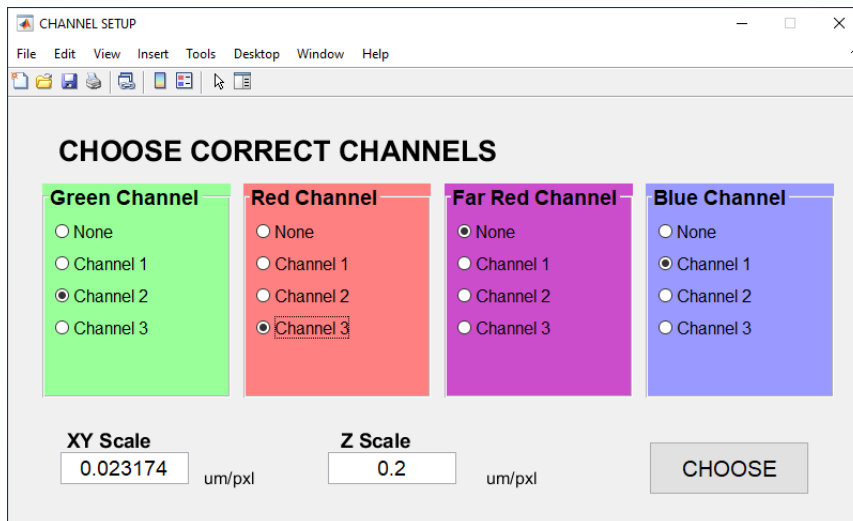 CHANNEL SETUP
File Edit View Insert Tools Desktop Window Help
CHOOSE CORRECT CHANNELS
Green Channel
None
Channel 1
Channel 2
Channel 3
Red Channel
None
Channel 1
Channel 2
Channel 3
Far Red Channel
None
Channel 1
Channel 2
Channel 3
Blue Channel
None
Channel 1
Channel 2
Channel 3
XY Scale
0.023174 um/pxl
Z Scale
0.2 um/pxl
CHOOSE